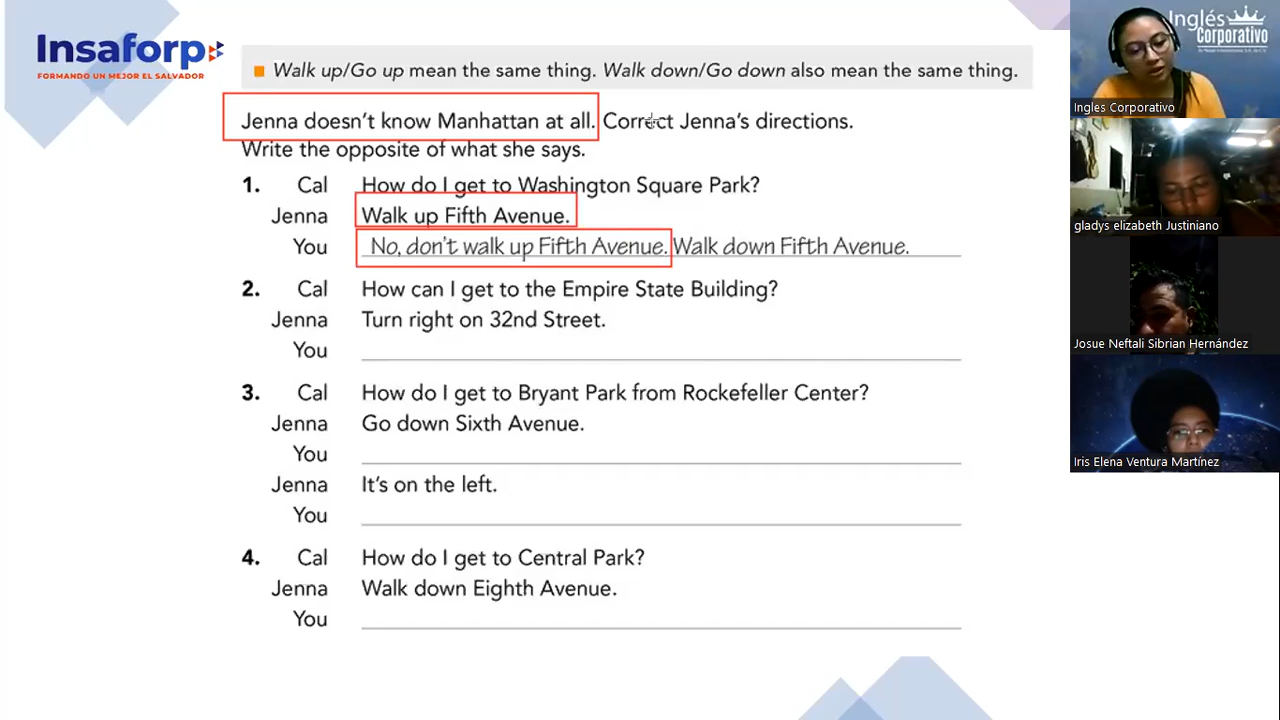 Insaforp
FORMANDO UN MEJOR EL SALVADOR
Walk up/Go up mean the same thing. Walk down/Go down also mean the same thing.
Jenna doesn't know Manhattan at all. Correct Jenna's directions.
Write the opposite of what she says.
1. Cal How do I get to Washington Square Park?
Jenna Walk up Fifth Avenue.
You No, don't walk up Fifth Avenue. Walk down Fifth Avenue.
2. Cal How can I get to the Empire State Building?
Jenna Turn right on 32nd Street.
You
3. Cal How do I get to Bryant Park from Rockefeller Center?
Jenna Go down Sixth Avenue.
You
Jenna It's on the left.
You
4. Cal How do I get to Central Park?
Jenna Walk down Eighth Avenue.
You
Inglés
Corporativo
Ingles Corporativo
gladys elizabeth Justiniano
Josue Neftali Sibrian Hernández
Iris Elena Ventura Martínez